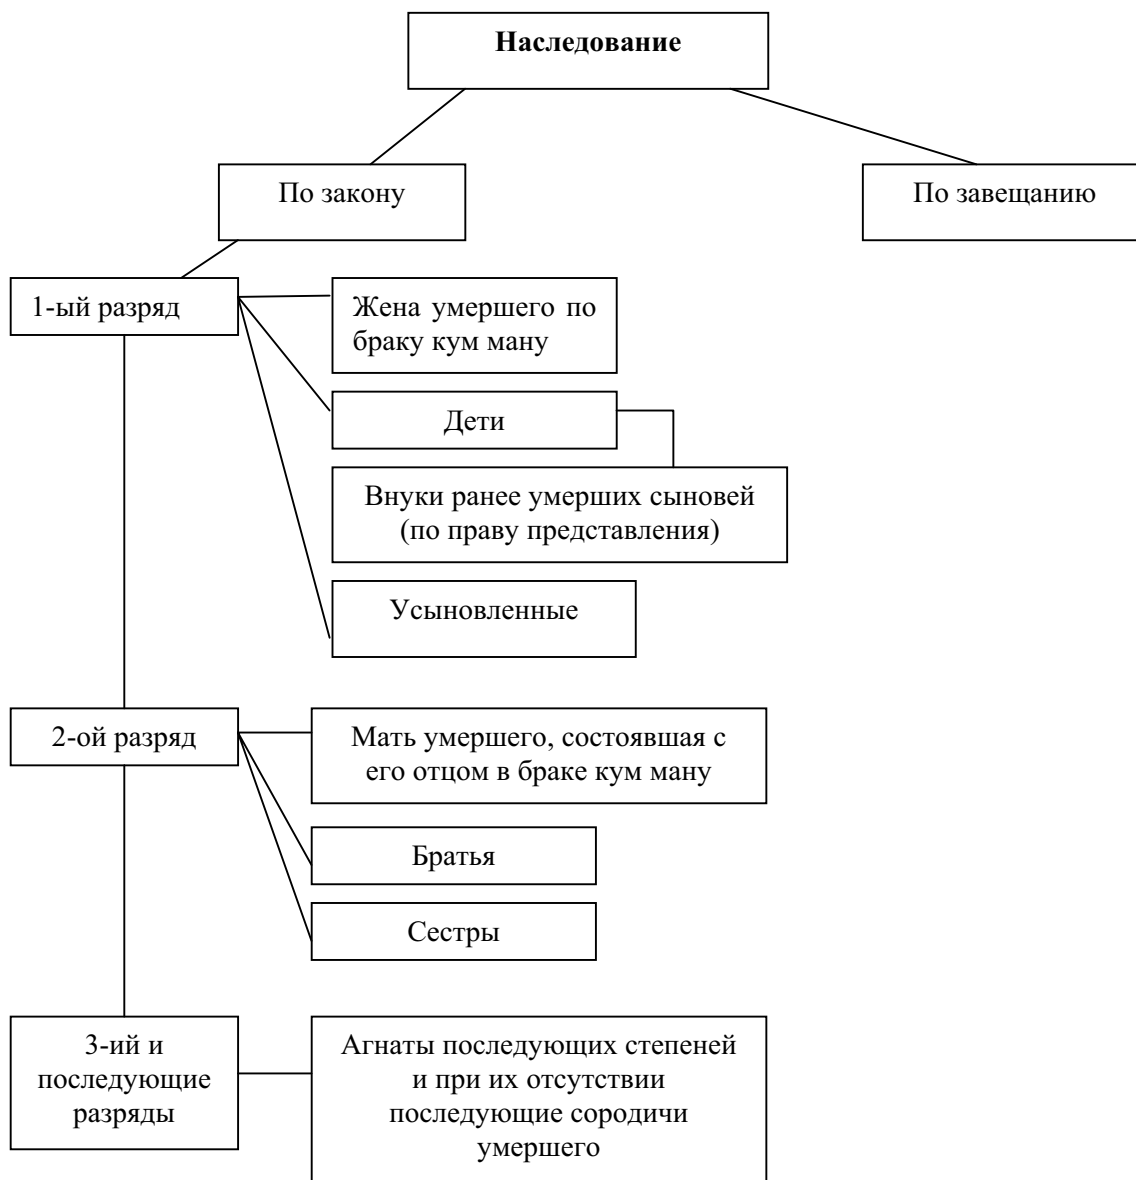 Наследование
По закону
По завещанию
1-ый разряд
Жена умершего по
браку кум ману
Дети
Внуки ранее умерших сыновей
(по праву представления)
Усыновленные
2-ой разряд
Мать умершего, состоявшая с
его отцом в браке кум ману
Братья
Сестры
3-ий и
последующие
разряды
Агнаты последующих степеней
и при их отсутствии
последующие сородичи
умершего